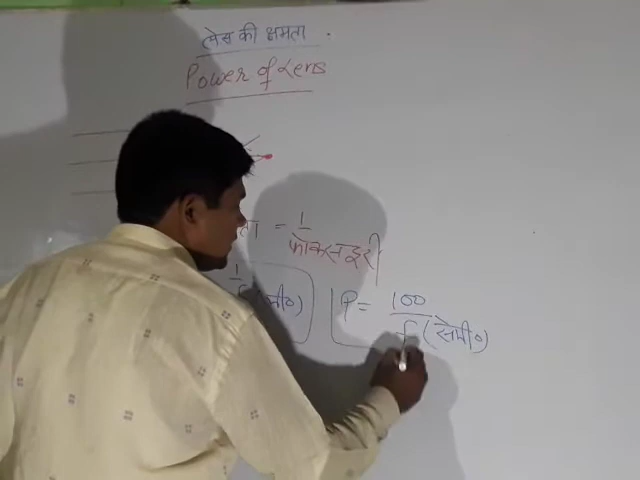 लेंस की क्षमता .
Power of Lens
ता = 1
फोकस दूरी
1
f (मी०)
P = 100
f (सेमी०)